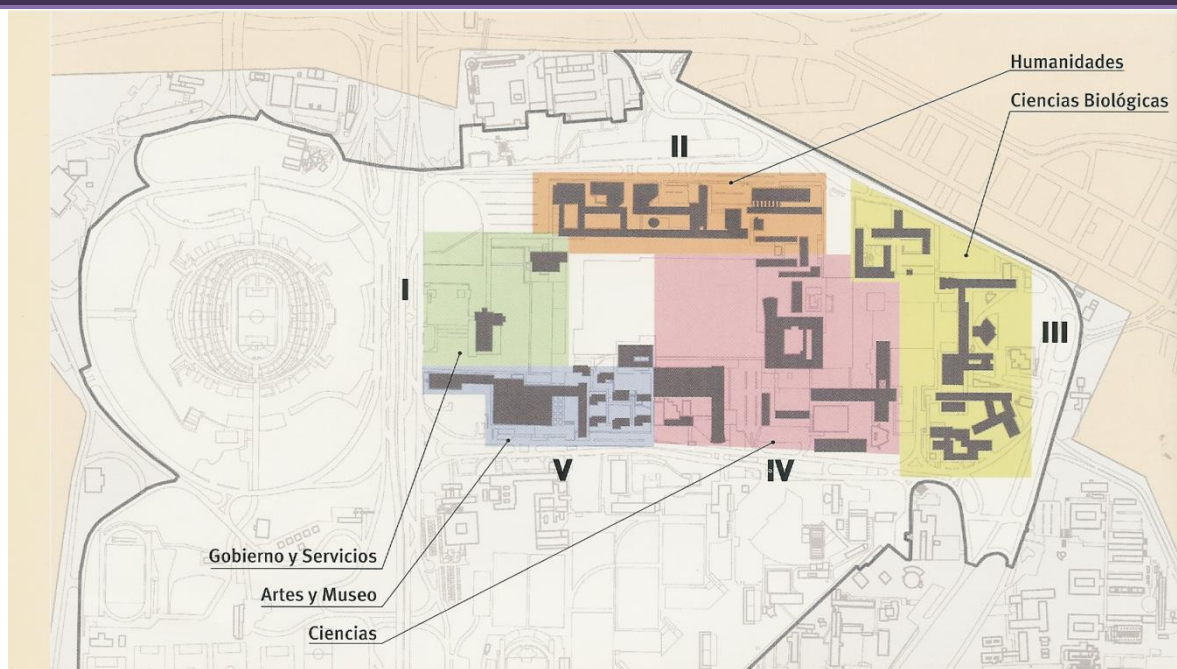 Humanidades
Ciencias Biológicas
II
I
III
V
IV
Gobierno y Servicios
Artes y Museo
Ciencias